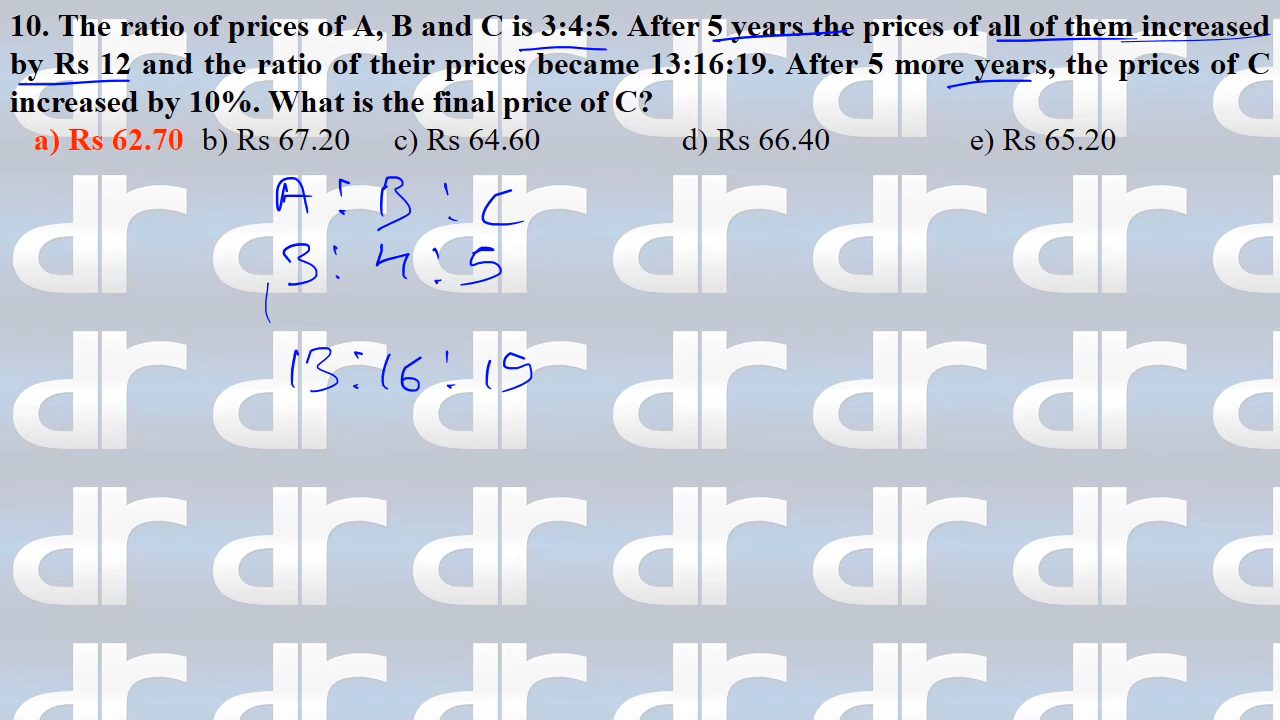 10. The ratio of prices of A, B and C is 3:4:5. After 5 years the prices of all of them increased
by Rs 12 and the ratio of their prices became 13:16:19. After 5 more years, the prices of C
increased by 10%. What is the final price of C?
a) Rs 62.70 b) Rs 67.20 c) Rs 64.60 d) Rs 66.40 e) Rs 65.20
A : B : C
3 : 4 : 5
13 : 16 : 19